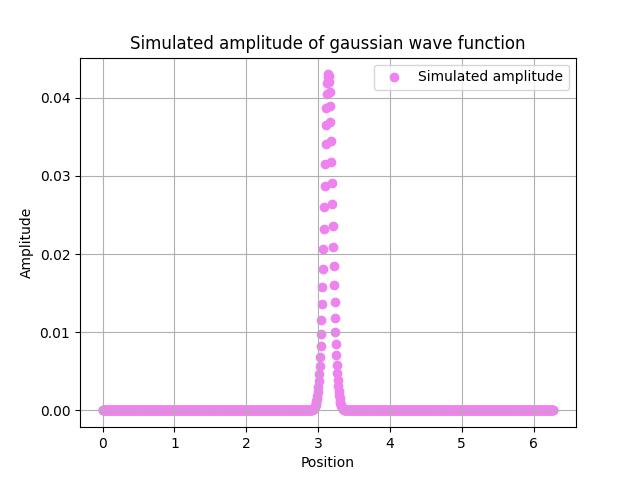 Simulated amplitude of gaussian wave function
Simulated amplitude
Amplitude
0.04
0.03
0.02
0.01
0.00
0 1 2 3 4 5 6
Position